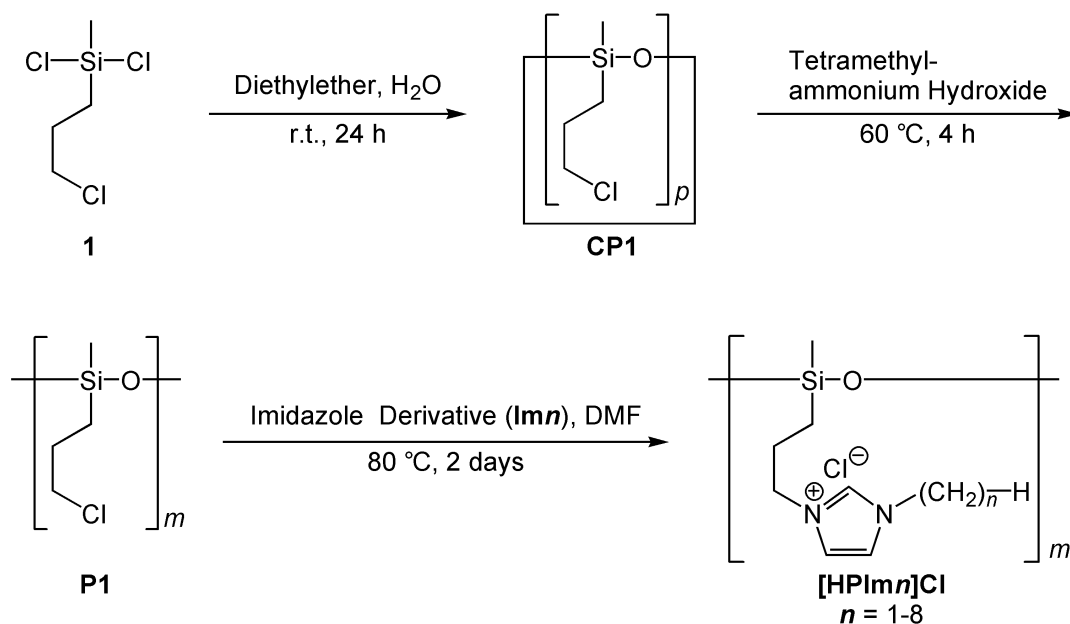 Cl
Si
Cl
Cl
1
Diethylether, H₂O
r.t., 24 h
Si
O
Cl
p
CP1
Tetramethyl-
ammonium Hydroxide
60 ℃, 4 h
Si
O
Cl
m
P1
Imidazole Derivative (Imn), DMF
80 ℃, 2 days
Si
O
Cl⊖
⊕
N
N
(CH₂)n
H
m
[HPImn]Cl
n = 1-8